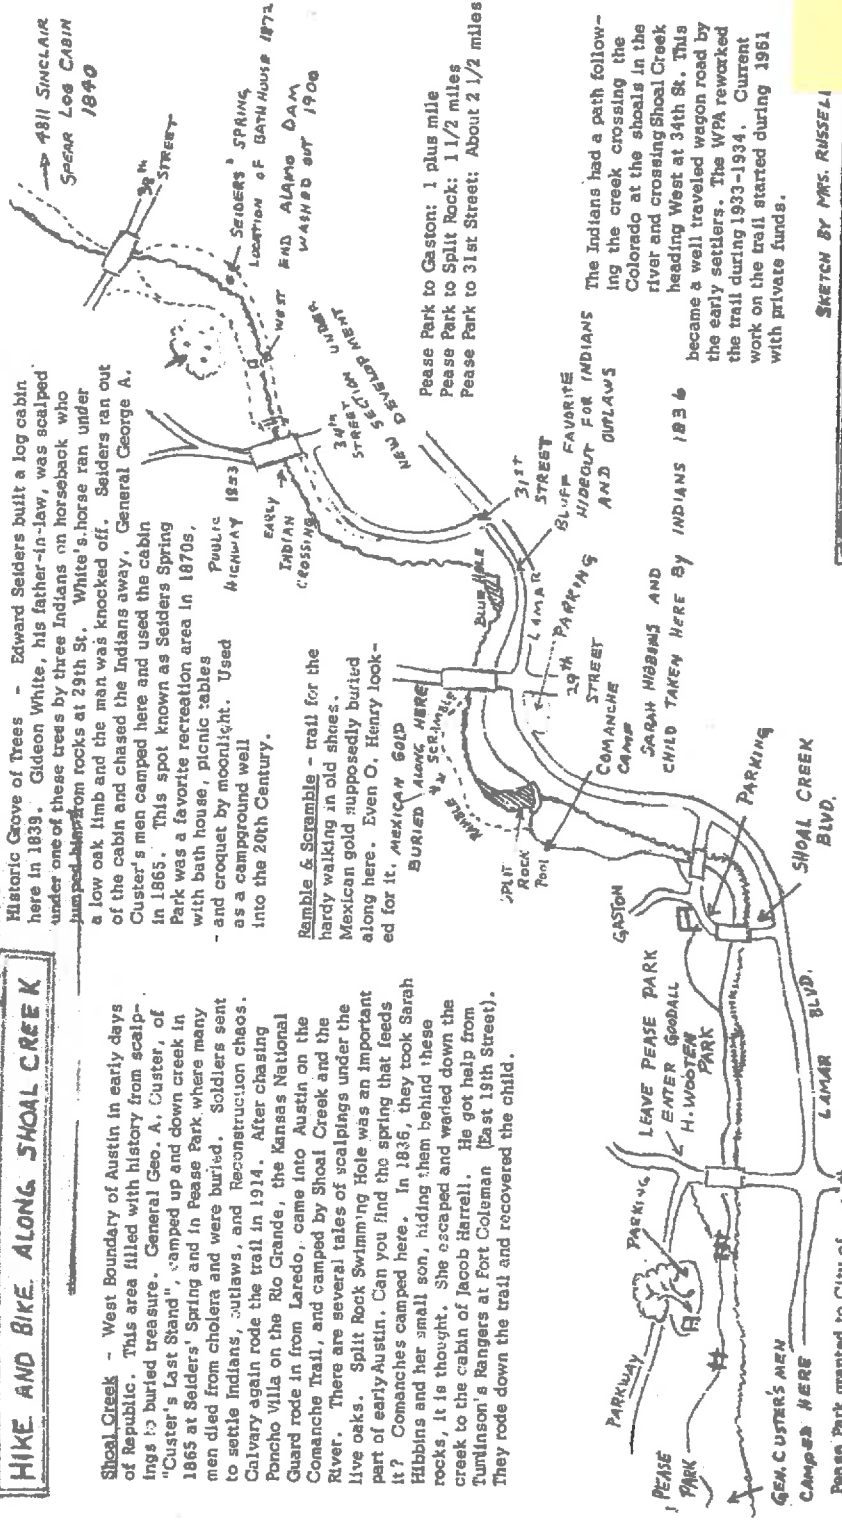 HIKE AND BIKE ALONG SHOAL CREEK
Shoal Creek - West Boundary of Austin in early days
of Republic. This area filled with history from scalp-
ings to buried treasure. General Geo. A. Custer, of
"Custer's Last Stand", camped up and down creek in
1865 at Seiders' Spring and in Pease Park where many
men died from cholera and were buried. Soldiers sent
to settle Indians, outlaws, and Reconstruction chaos.
Calvary again rode the trail in 1914. After chasing
Poncho Villa on the Rio Grande, the Kansas National
Guard rode in from Laredo, came into Austin on the
Comanche Trail, and camped by Shoal Creek and the
River. There are several tales of scalpings under the
live oaks. Split Rock Swimming Hole was an important
part of early Austin. Can you find the spring that feeds
it? Comanches camped here. In 1836, they took Sarah
Hibbins and her small son, hiding them behind these
rocks, it is thought. She escaped and waded down the
creek to the cabin of Jacob Harrell. He got help from
Tumlinson's Rangers at Fort Coleman (East 19th Street).
They rode down the trail and recovered the child.
Historic Grove of Trees - Edward Seiders built a log cabin
here in 1839. Gideon White, his father-in-law, was scalped
under one of these trees by three Indians on horseback who
jumped him from rocks at 29th St. White's horse ran under
a low oak limb and the man was knocked off. Seiders ran out
of the cabin and chased the Indians away. General George A.
Custer's men camped here and used the cabin
in 1865. This spot known as Seiders Spring
Park was a favorite recreation area in 1870s,
with bath house, picnic tables
- and croquet by moonlight. Used
as a campground well
into the 20th Century.
Ramble & Scramble - trail for the
hardy walking in old shoes.
Mexican gold supposedly buried
along here. Even O. Henry look-
ed for it.
MEXICAN GOLD
BURIED ALONG HERE
RAMBLE
SCRAMBLE
→ 4811 SINCLAIR
SPEAR LOG CABIN
1840
38th
STREET
SEIDERS' SPRING
LOCATION OF BATH HOUSE 1872
WEST END ALAMO DAM
WASHED OUT 1900
PUBLIC
HIGHWAY 1853
EARLY
INDIAN
CROSSING
34th
STREET
NEW SECTION UNDER
DEVELOPMENT
Pease Park to Gaston: 1 plus mile
Pease Park to Split Rock: 1 1/2 miles
Pease Park to 31st Street: About 2 1/2 miles
31ST
STREET
BLUFF FAVORITE
HIDEOUT FOR INDIANS
AND OUTLAWS
BLUE HOLE
LAMAR
PARKING
29th
STREET
COMANCHE
CAMP
SARAH HIBBINS AND
CHILD TAKEN HERE BY INDIANS 1836
SPLIT
ROCK
POOL
The Indians had a path follow-
ing the creek crossing the
Colorado at the shoals in the
river and crossing Shoal Creek
heading West at 34th St. This
became a well traveled wagon road by
the early settlers. The WPA reworked
the trail during 1933-1934. Current
work on the trail started during 1961
with private funds.
SKETCH BY MRS. RUSSELL
GASTON
PARKING
SHOAL CREEK
BLVD.
LEAVE PEASE PARK
ENTER GOODALL
H. WOOTEN
PARK
LAMAR BLVD.
PARKING
PARKWAY
PEASE
PARK
GEN. CUSTER'S MEN
CAMPED HERE
Pease Park granted to City of